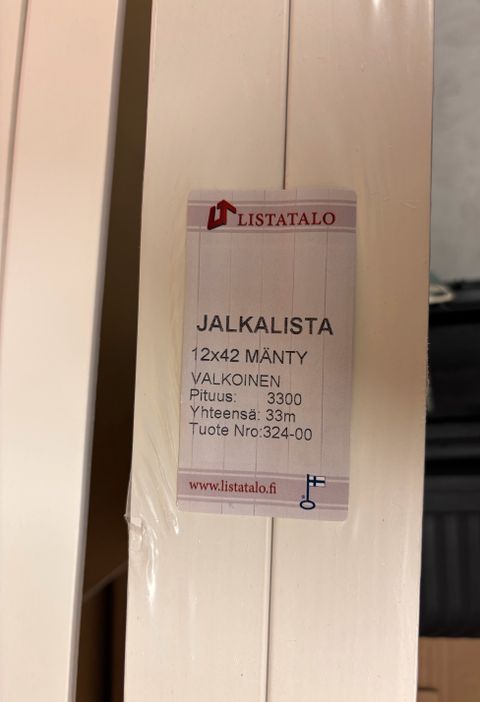 LISTATALO
JALKALISTA
12x42 MÄNTY
VALKOINEN
Pituus: 3300
Yhteensä: 33m
Tuote Nro:324-00
www.listatalo.fi